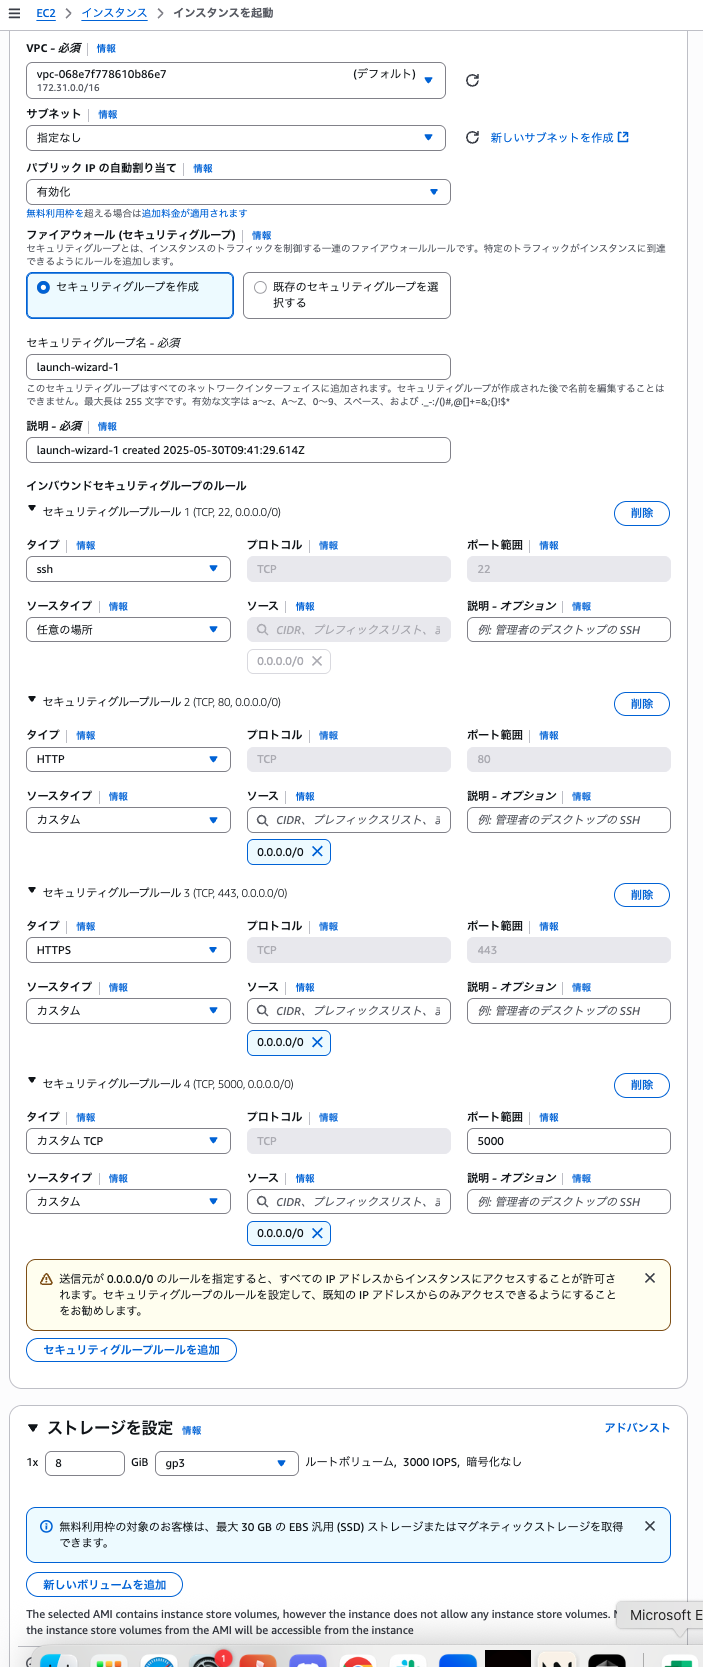 EC2 > インスタンス > インスタンスを起動
VPC - 必須 | 情報
vpc-068e7f778610b86e7 (デフォルト)
172.31.0.0/16
サブネット | 情報
指定なし
新しいサブネットを作成
パブリック IP の自動割り当て | 情報
有効化
無料利用枠を超える場合は追加料金が適用されます
ファイアウォール (セキュリティグループ) | 情報
セキュリティグループとは、インスタンスのトラフィックを制御する一連のファイアウォールルールです。特定のトラフィックがインスタンスに到達
できるようにルールを追加します。
セキュリティグループを作成
既存のセキュリティグループを選
択する
セキュリティグループ名 - 必須
launch-wizard-1
このセキュリティグループはすべてのネットワークインターフェイスに追加されます。セキュリティグループが作成された後で名前を編集することは
できません。最大長は 255 文字です。有効な文字は a～z、A～Z、0～9、スペース、および ._-:/()#,@[]+=&;{}!$*
説明 - 必須 | 情報
launch-wizard-1 created 2025-05-30T09:41:29.614Z
インバウンドセキュリティグループのルール
セキュリティグループルール 1 (TCP, 22, 0.0.0.0/0) 削除
タイプ | 情報 プロトコル | 情報 ポート範囲 | 情報
ssh TCP 22
ソースタイプ | 情報 ソース | 情報 説明 - オプション | 情報
任意の場所 CIDR、プレフィックスリスト、 例: 管理者のデスクトップの SSH
0.0.0.0/0
セキュリティグループルール 2 (TCP, 80, 0.0.0.0/0) 削除
タイプ | 情報 プロトコル | 情報 ポート範囲 | 情報
HTTP TCP 80
ソースタイプ | 情報 ソース | 情報 説明 - オプション | 情報
カスタム CIDR、プレフィックスリスト、 例: 管理者のデスクトップの SSH
0.0.0.0/0
セキュリティグループルール 3 (TCP, 443, 0.0.0.0/0) 削除
タイプ | 情報 プロトコル | 情報 ポート範囲 | 情報
HTTPS TCP 443
ソースタイプ | 情報 ソース | 情報 説明 - オプション | 情報
カスタム CIDR、プレフィックスリスト、 例: 管理者のデスクトップの SSH
0.0.0.0/0
セキュリティグループルール 4 (TCP, 5000, 0.0.0.0/0) 削除
タイプ | 情報 プロトコル | 情報 ポート範囲 | 情報
カスタム TCP TCP 5000
ソースタイプ | 情報 ソース | 情報 説明 - オプション | 情報
カスタム CIDR、プレフィックスリスト、 例: 管理者のデスクトップの SSH
0.0.0.0/0
送信元が 0.0.0.0/0 のルールを指定すると、すべての IP アドレスからインスタンスにアクセスすることが許可さ
れます。セキュリティグループのルールを設定して、既知の IP アドレスからのみアクセスできるようにすること
をお勧めします。
セキュリティグループルールを追加
ストレージを設定 情報 アドバンスト
1x 8 GiB gp3 ルートボリューム, 3000 IOPS, 暗号化なし
無料利用枠の対象のお客様は、最大 30 GB の EBS 汎用 (SSD) ストレージまたはマグネティックストレージを取得
できます。
新しいボリュームを追加
The selected AMI contains instance store volumes, however the instance does not allow any instance store volumes.
Microsoft E
the instance store volumes from the AMI will be accessible from the instance
1